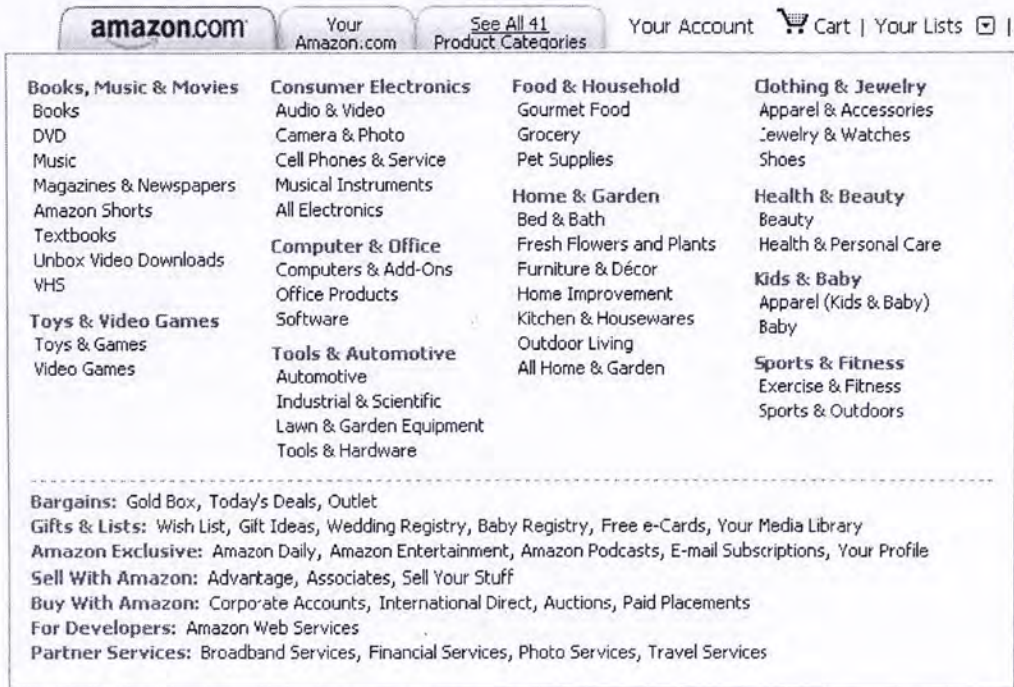 amazon.com
Your
Amazon.com
See All 41
Product Categories
Your Account
Cart | Your Lists |
Books, Music & Movies
Books
DVD
Music
Magazines & Newspapers
Amazon Shorts
Textbooks
Unbox Video Downloads
VHS
Toys & Video Games
Toys & Games
Video Games
Consumer Electronics
Audio & Video
Camera & Photo
Cell Phones & Service
Musical Instruments
All Electronics
Computer & Office
Computers & Add-Ons
Office Products
Software
Tools & Automotive
Automotive
Industrial & Scientific
Lawn & Garden Equipment
Tools & Hardware
Food & Household
Gourmet Food
Grocery
Pet Supplies
Home & Garden
Bed & Bath
Fresh Flowers and Plants
Furniture & Décor
Home Improvement
Kitchen & Housewares
Outdoor Living
All Home & Garden
Clothing & Jewelry
Apparel & Accessories
Jewelry & Watches
Shoes
Health & Beauty
Beauty
Health & Personal Care
Kids & Baby
Apparel (Kids & Baby)
Baby
Sports & Fitness
Exercise & Fitness
Sports & Outdoors
Bargains: Gold Box, Today's Deals, Outlet
Gifts & Lists: Wish List, Gift Ideas, Wedding Registry, Baby Registry, Free e-Cards, Your Media Library
Amazon Exclusive: Amazon Daily, Amazon Entertainment, Amazon Podcasts, E-mail Subscriptions, Your Profile
Sell With Amazon: Advantage, Associates, Sell Your Stuff
Buy With Amazon: Corporate Accounts, International Direct, Auctions, Paid Placements
For Developers: Amazon Web Services
Partner Services: Broadband Services, Financial Services, Photo Services, Travel Services